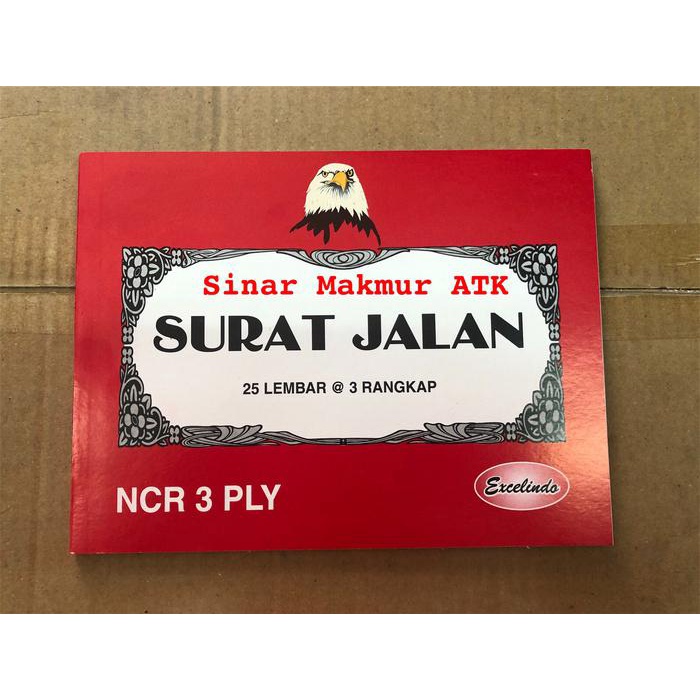 Sinar Makmur ATK
SURAT JALAN
25 LEMBAR @ 3 RANGKAP
NCR 3 PLY
Excelindo